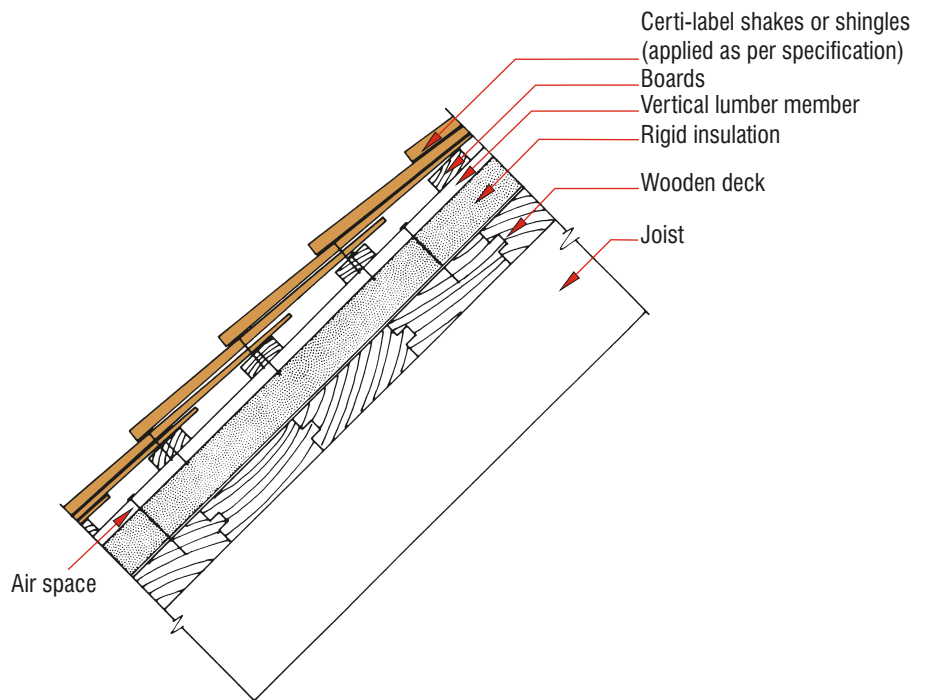 Certi-label shakes or shingles
(applied as per specification)
Boards
Vertical lumber member
Rigid insulation
Wooden deck
Joist
Air space